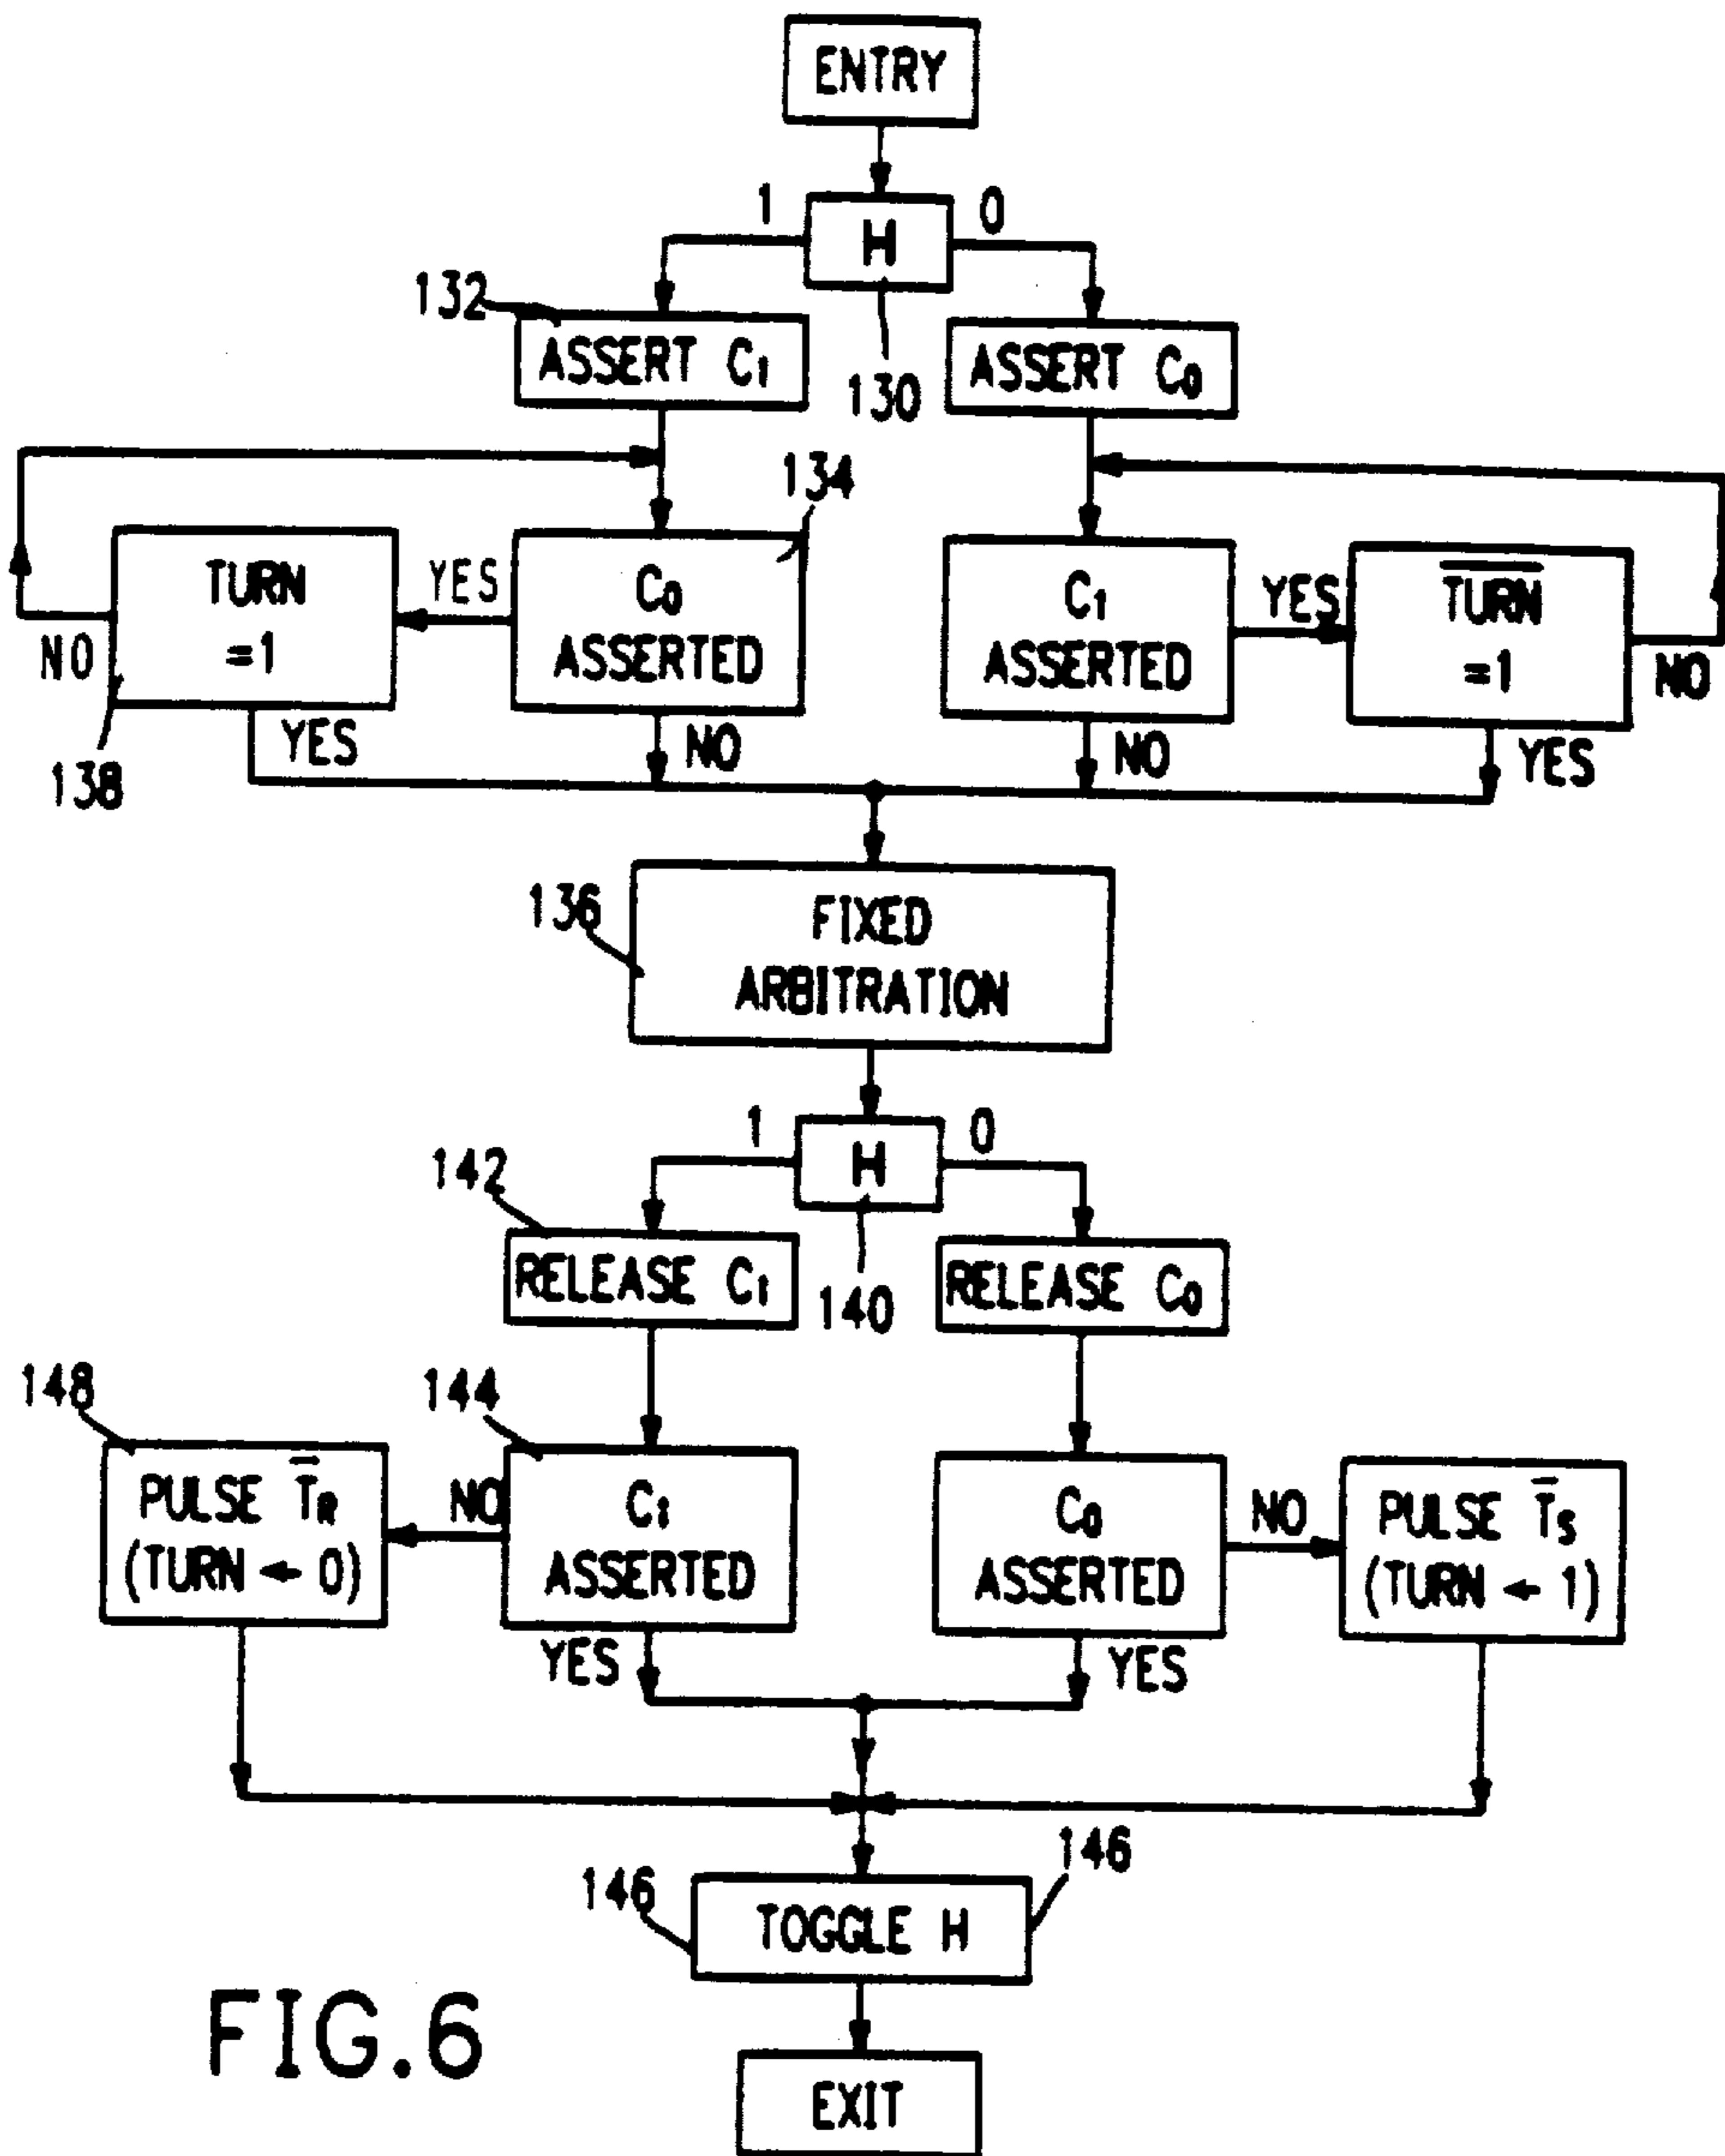 ENTRY
1 H 0
132
ASSERT C1
130
ASSERT C0
134
TURN
=1
YES
NO
C0
ASSERTED
C1
ASSERTED
YES
T̅U̅R̅N̅
=1
NO
138
YES
NO
NO
YES
136
FIXED
ARBITRATION
1 H 0
142
RELEASE C1
140
RELEASE C0
148
144
PULSE T̅R
(TURN ← 0)
NO
C1
ASSERTED
C0
ASSERTED
NO
PULSE T̅S
(TURN ← 1)
YES
YES
146
TOGGLE H
146
EXIT
FIG.6